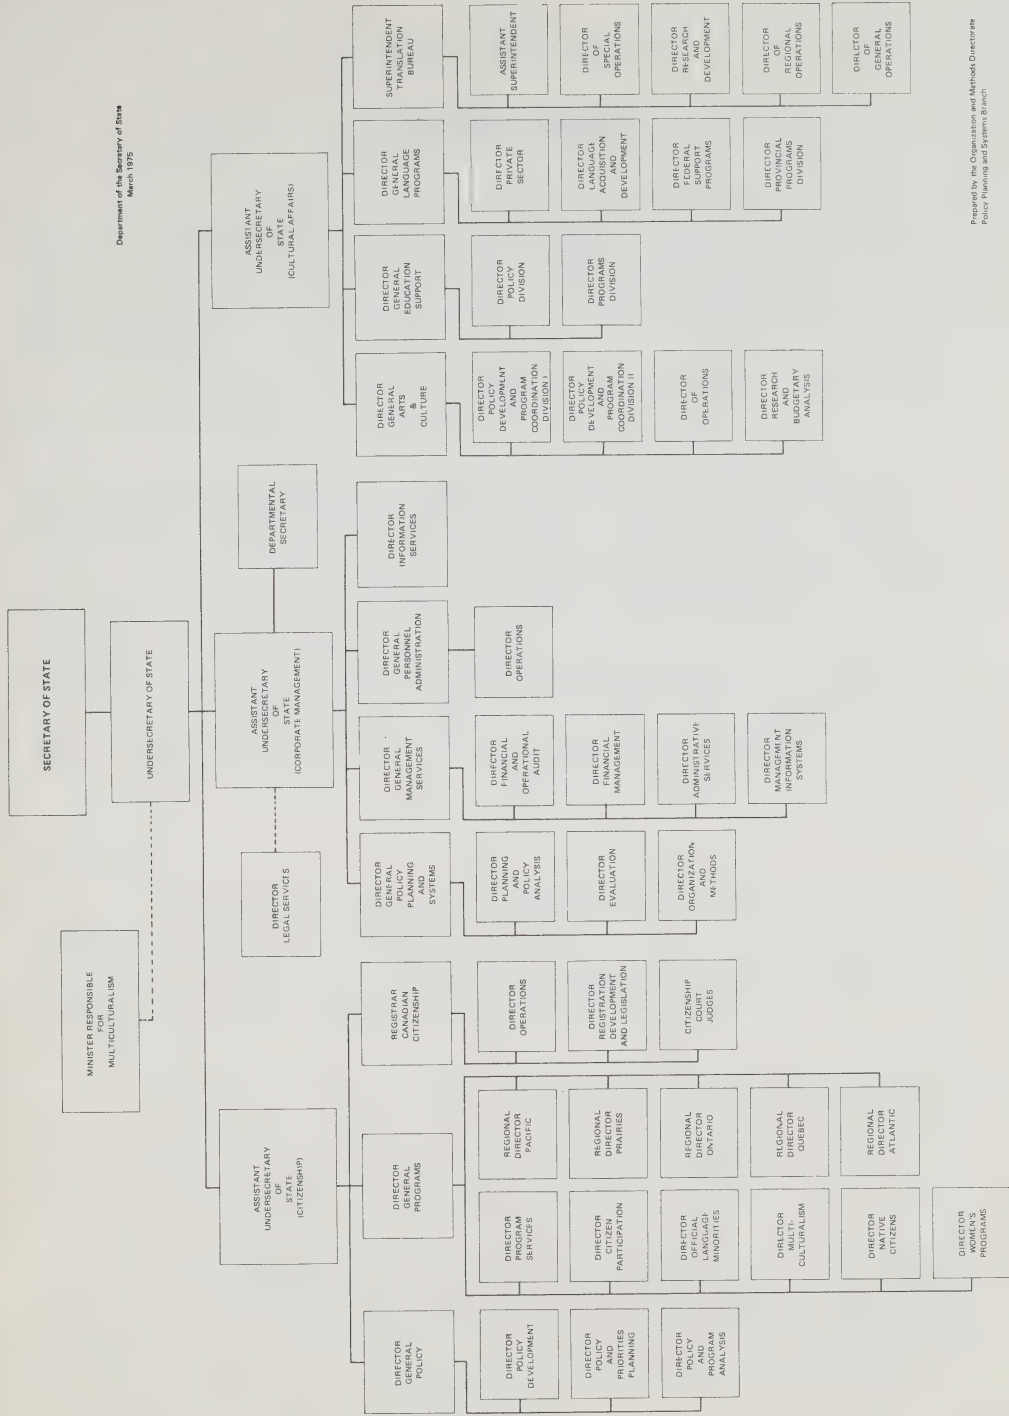 Department of the Secretary of State
March 1975
SECRETARY OF STATE
MINISTER RESPONSIBLE
FOR
MULTICULTURALISM
UNDERSECRETARY OF STATE
ASSISTANT
UNDERSECRETARY
OF
STATE
(CITIZENSHIP)
DIRECTOR
LEGAL SERVICES
ASSISTANT
UNDERSECRETARY
OF
STATE
(CORPORATE MANAGEMENT)
DEPARTMENTAL
SECRETARY
ASSISTANT
UNDERSECRETARY
OF
STATE
(CULTURAL AFFAIRS)
DIRECTOR
GENERAL
POLICY
DIRECTOR
POLICY
DEVELOPMENT
DIRECTOR
POLICY
AND
PRIORITIES
PLANNING
DIRECTOR
POLICY
AND
PROGRAM
ANALYSIS
DIRECTOR
GENERAL
PROGRAMS
DIRECTOR
PROGRAM
SERVICES
DIRECTOR
CITIZEN
PARTICIPATION
DIRECTOR
OFFICIAL
LANGUAGE
MINORITIES
DIRECTOR
MULTI-
CULTURALISM
DIRECTOR
NATIVE
CITIZENS
DIRECTOR
WOMEN'S
PROGRAMS
REGIONAL
DIRECTOR
PACIFIC
REGIONAL
DIRECTOR
PRAIRIES
REGIONAL
DIRECTOR
ONTARIO
REGIONAL
DIRECTOR
QUEBEC
REGIONAL
DIRECTOR
ATLANTIC
REGISTRAR
CANADIAN
CITIZENSHIP
DIRECTOR
OPERATIONS
DIRECTOR
REGISTRATION
DEVELOPMENT
AND LEGISLATION
CITIZENSHIP
COURT
JUDGES
DIRECTOR
GENERAL
POLICY
PLANNING
AND
SYSTEMS
DIRECTOR
PLANNING
AND
POLICY
ANALYSIS
DIRECTOR
EVALUATION
DIRECTOR
ORGANIZATION
AND
METHODS
DIRECTOR
GENERAL
MANAGEMENT
SERVICES
DIRECTOR
FINANCIAL
AND
OPERATIONAL
AUDIT
DIRECTOR
FINANCIAL
MANAGEMENT
DIRECTOR
ADMINISTRATIVE
SERVICES
DIRECTOR
MANAGEMENT
INFORMATION
SYSTEMS
DIRECTOR
GENERAL
PERSONNEL
ADMINISTRATION
DIRECTOR
OPERATIONS
DIRECTOR
INFORMATION
SERVICES
DIRECTOR
GENERAL
ARTS
&
CULTURE
DIRECTOR
POLICY
DEVELOPMENT
AND
PROGRAM
COORDINATION
DIVISION I
DIRECTOR
POLICY
DEVELOPMENT
AND
PROGRAM
COORDINATION
DIVISION II
DIRECTOR
OF
OPERATIONS
DIRECTOR
RESEARCH
AND
BUDGETARY
ANALYSIS
DIRECTOR
GENERAL
EDUCATION
SUPPORT
DIRECTOR
POLICY
DIVISION
DIRECTOR
PROGRAMS
DIVISION
DIRECTOR
GENERAL
LANGUAGE
PROGRAMS
DIRECTOR
PRIVATE
SECTOR
DIRECTOR
LANGUAGE
ACQUISITION
AND
DEVELOPMENT
DIRECTOR
FEDERAL
SUPPORT
PROGRAMS
DIRECTOR
PROVINCIAL
PROGRAMS
DIVISION
SUPERINTENDENT
TRANSLATION
BUREAU
ASSISTANT
SUPERINTENDENT
DIRECTOR
OF
SPECIAL
OPERATIONS
DIRECTOR
RESEARCH
AND
DEVELOPMENT
DIRECTOR
OF
REGIONAL
OPERATIONS
DIRECTOR
OF
GENERAL
OPERATIONS
Prepared by the Organization and Methods Directorate
Policy Planning and Systems Branch